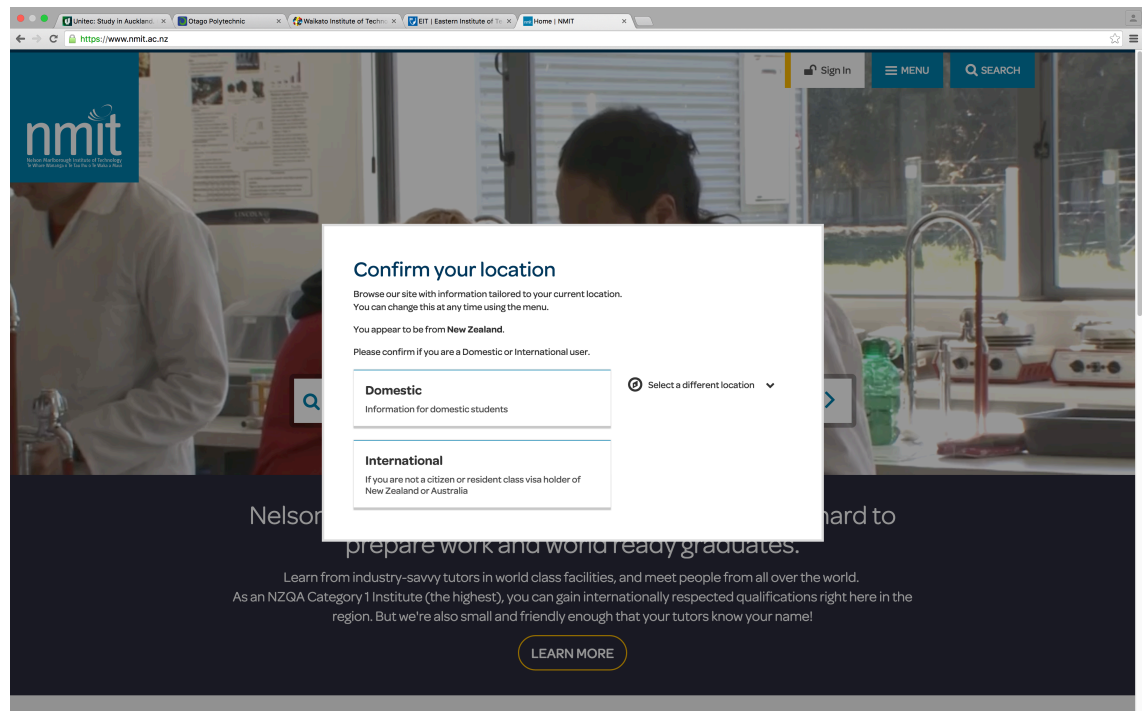 Unitec: Study in Auckland
Otago Polytechnic
Waikato Institute of Techno
EIT | Eastern Institute of Te
Home | NMIT
https://www.nmit.ac.nz
Sign In
MENU
SEARCH
nmit
Nelson Marlborough Institute of Technology
Confirm your location
Browse our site with information tailored to your current location.
You can change this at any time using the menu.
You appear to be from New Zealand.
Please confirm if you are a Domestic or International user.
Domestic
Information for domestic students
Select a different location
International
If you are not a citizen or resident class visa holder of
New Zealand or Australia
Nelson hard to
prepare work and world ready graduates.
Learn from industry-savvy tutors in world class facilities, and meet people from all over the world.
As an NZQA Category 1 Institute (the highest), you can gain internationally respected qualifications right here in the
region. But we're also small and friendly enough that your tutors know your name!
LEARN MORE